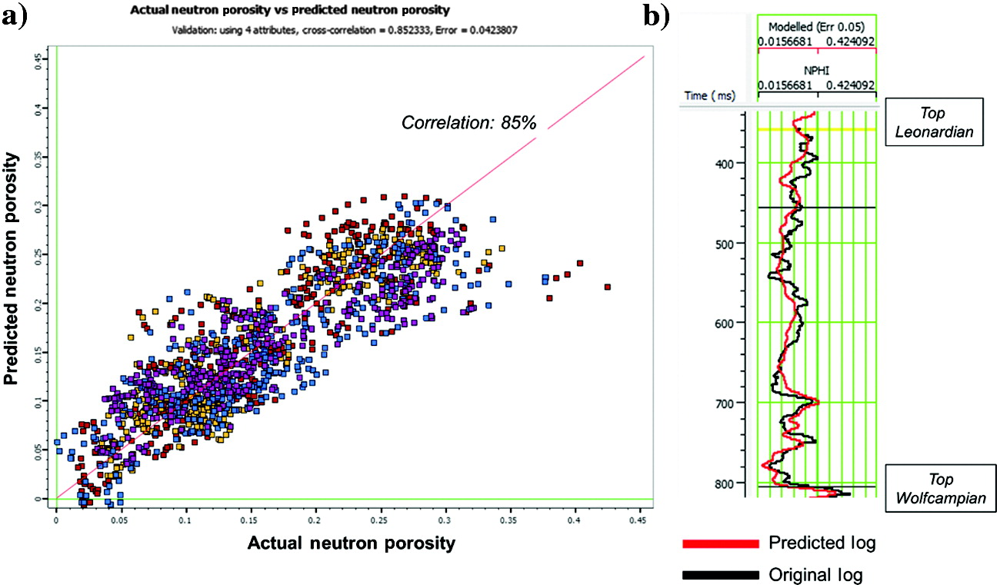 a)
Actual neutron porosity vs predicted neutron porosity
Validation: using 4 attributes, cross-correlation = 0.852333, Error = 0.0423807
Predicted neutron porosity
0.45
0.4
0.35
0.3
0.25
0.2
0.15
0.1
0.05
0
Correlation: 85%
0 0.05 0.1 0.15 0.2 0.25 0.3 0.35 0.4 0.45
Actual neutron porosity
b)
Modelled (Err 0.05)
0.0156681 0.424092
NPHI
0.0156681 0.424092
Time ( ms)
400
500
600
700
800
Top
Leonardian
Top
Wolfcampian
Predicted log
Original log